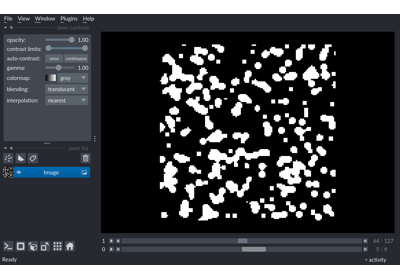 File View Window Plugins Help
layer controls
opacity: 1.00
contrast limits:
auto-contrast: once continuous
gamma: 1.00
colormap: gray
blending: translucent
interpolation: nearest
layer list
Image
1 64 127
0 5 9
Ready activity